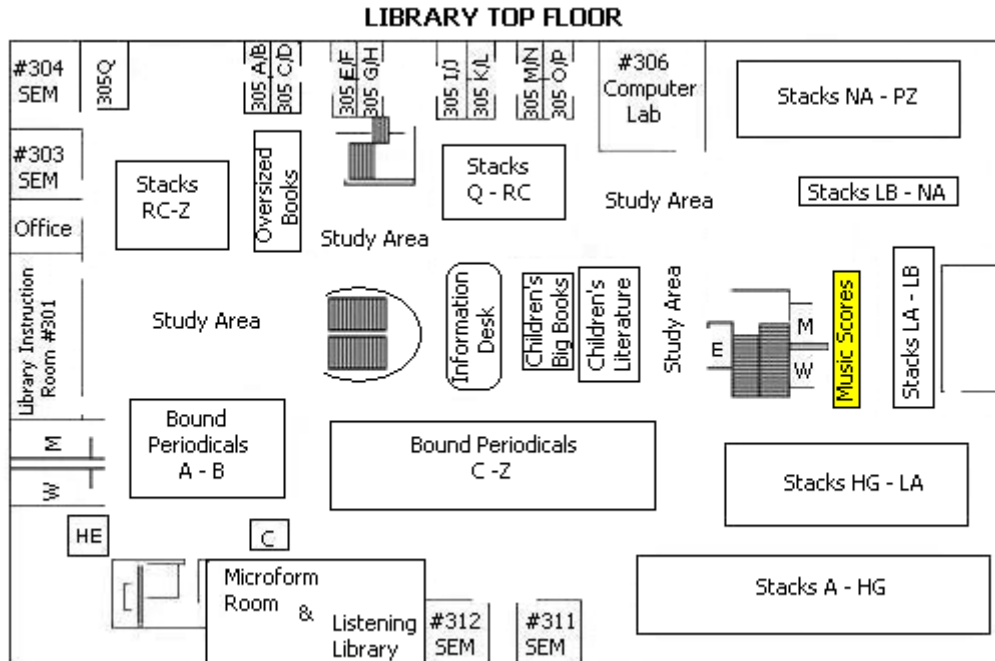 LIBRARY TOP FLOOR
#304
SEM
305Q
305 A/B
305 C/D
305 E/F
305 G/H
305 I/J
305 K/L
305 M/N
305 O/P
#306
Computer
Lab
Stacks NA - PZ
#303
SEM
Stacks
RC-Z
Oversized
Books
Stacks
Q - RC
Study Area
Stacks LB - NA
Office
Study Area
Library Instruction
Room #301
Study Area
Information
Desk
Children's
Big Books
Children's
Literature
Study Area
E
M
W
Music Scores
Stacks LA - LB
M
W
Bound
Periodicals
A - B
Bound Periodicals
C -Z
Stacks HG - LA
HE
C
Microform
Room
&
Listening
Library
#312
SEM
#311
SEM
Stacks A - HG